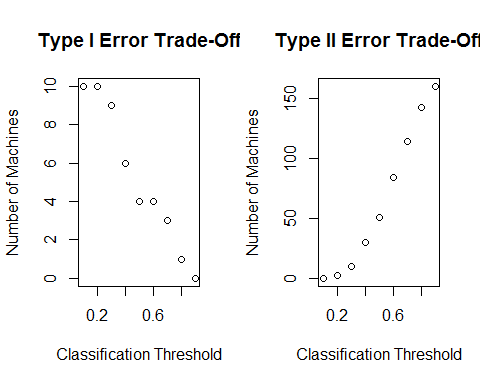 Type I Error Trade-Off
Number of Machines
10
8
6
4
2
0
0.2
0.6
Classification Threshold
Type II Error Trade-Off
Number of Machines
150
100
50
0
0.2
0.6
Classification Threshold